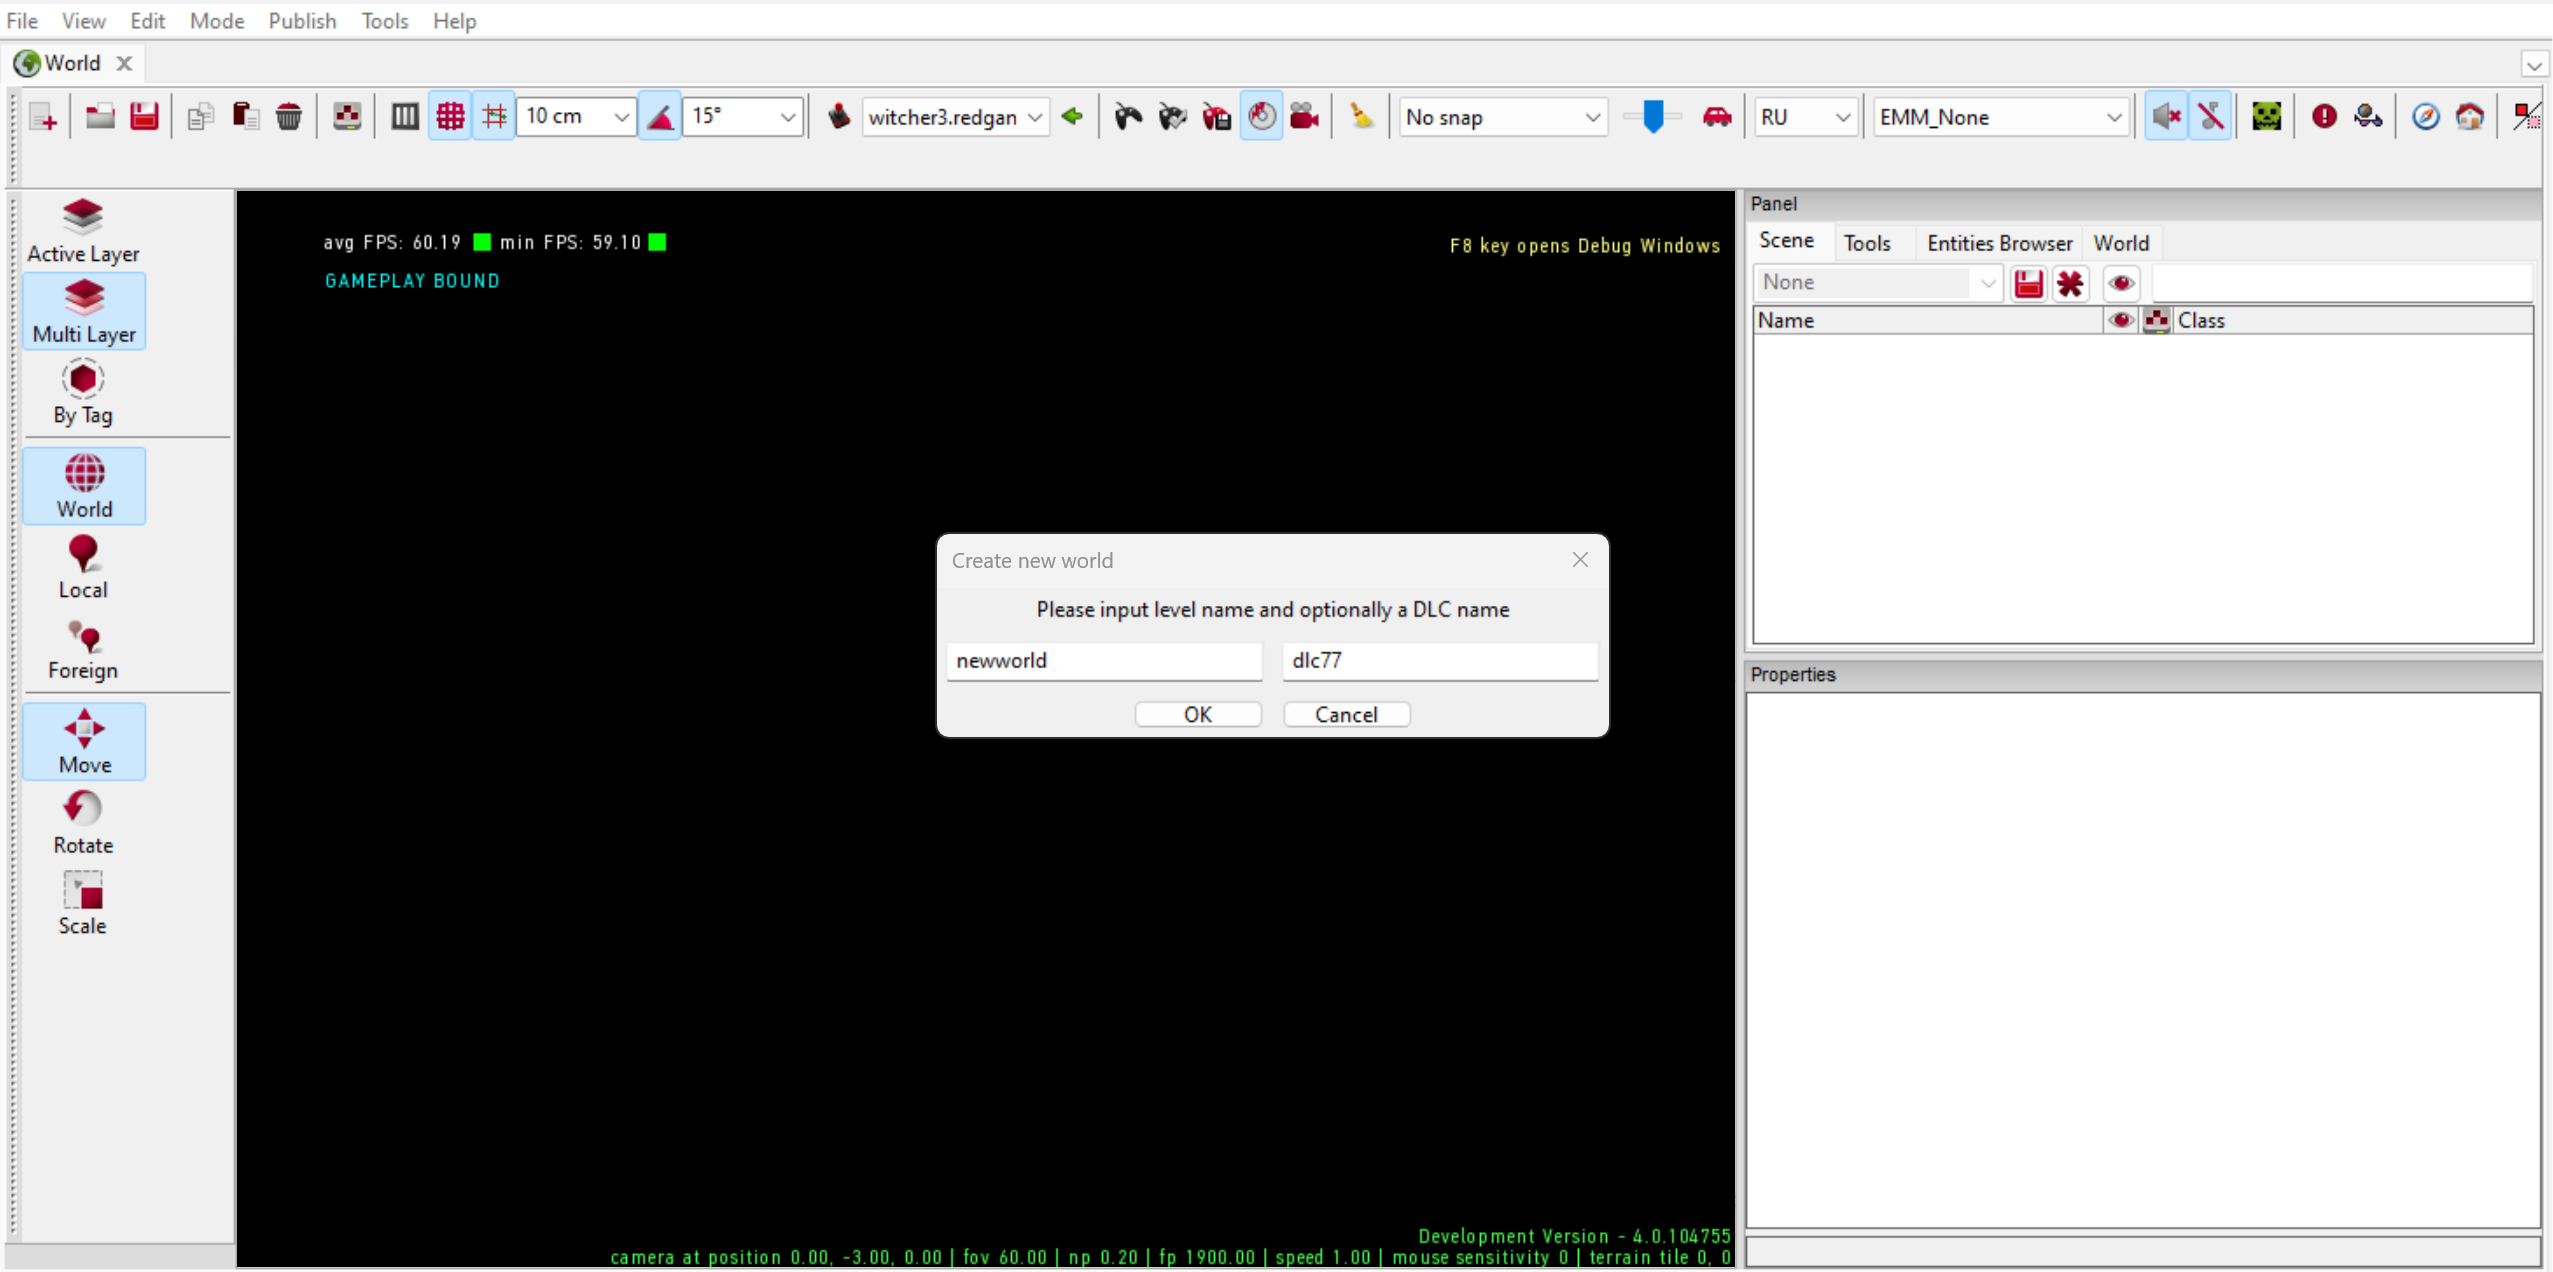 File View Edit Mode Publish Tools Help
World
10 cm 15° witcher3.redgan No snap RU EMM_None
Active Layer
Multi Layer
By Tag
World
Local
Foreign
Move
Rotate
Scale
avg FPS: 60.19 min FPS: 59.10
GAMEPLAY BOUND
F8 key opens Debug Windows
Create new world
Please input level name and optionally a DLC name
newworld dlc77
OK Cancel
Development Version - 4.0.104755
camera at position 0.00, -3.00, 0.00 | fov 60.00 | np 0.20 | fp 1900.00 | speed 1.00 | mouse sensitivity 0 | terrain tile 0, 0
Panel
Scene Tools Entities Browser World
None
Name Class
Properties